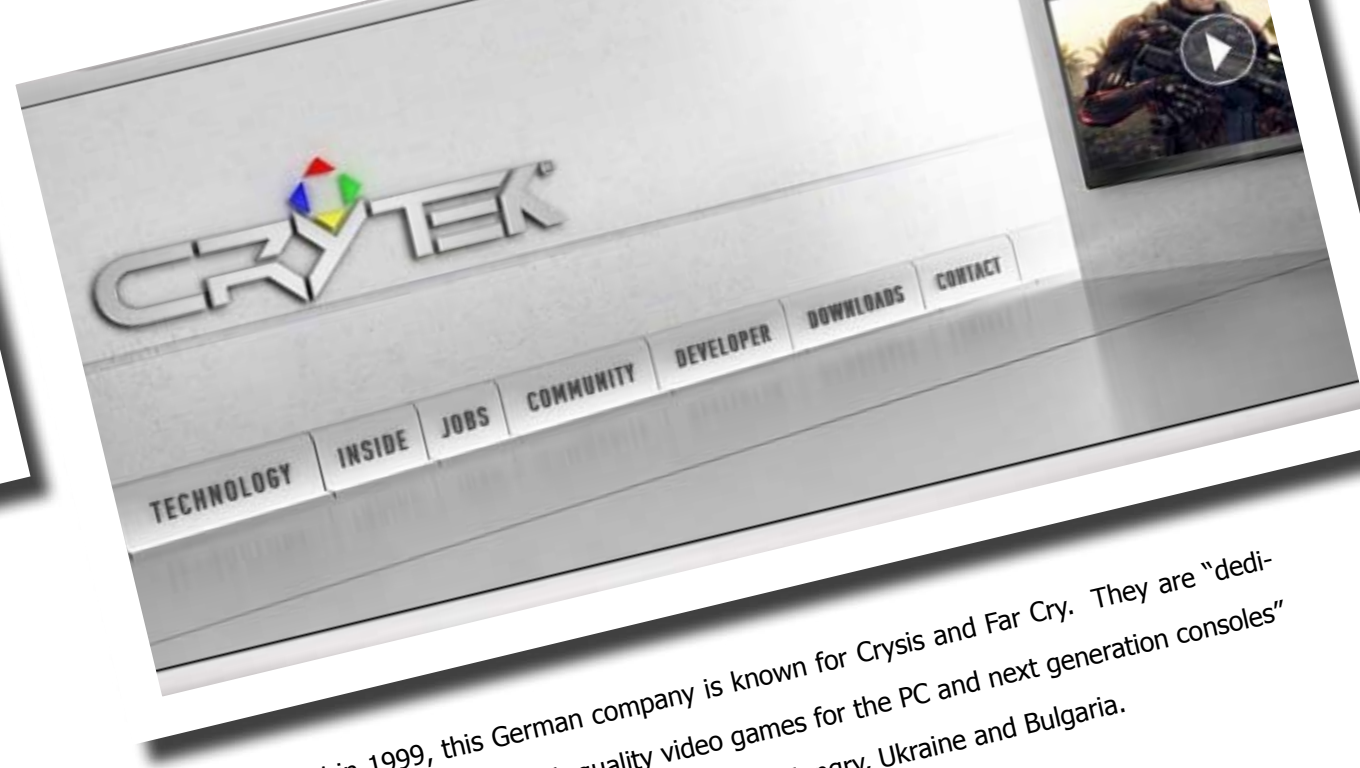 CRYTEK
TECHNOLOGY INSIDE JOBS COMMUNITY DEVELOPER DOWNLOADS CONTACT
in 1999, this German company is known for Crysis and Far Cry. They are “dedi-
quality video games for the PC and next generation consoles”
Ukraine and Bulgaria.